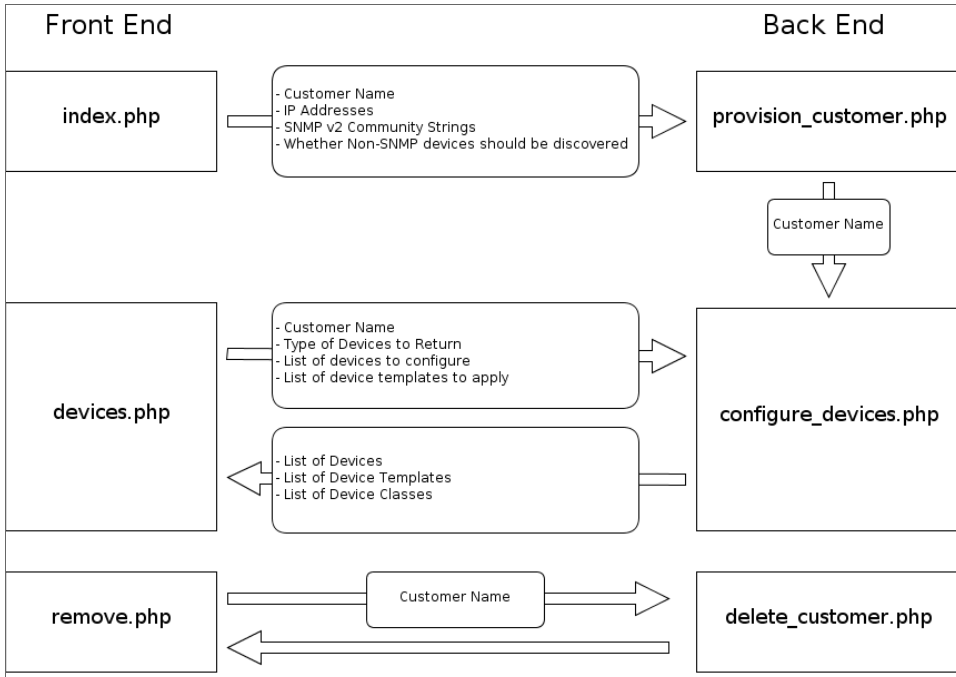 Front End
Back End
index.php
- Customer Name
- IP Addresses
- SNMP v2 Community Strings
- Whether Non-SNMP devices should be discovered
provision_customer.php
Customer Name
devices.php
- Customer Name
- Type of Devices to Return
- List of devices to configure
- List of device templates to apply
configure_devices.php
- List of Devices
- List of Device Templates
- List of Device Classes
remove.php
Customer Name
delete_customer.php